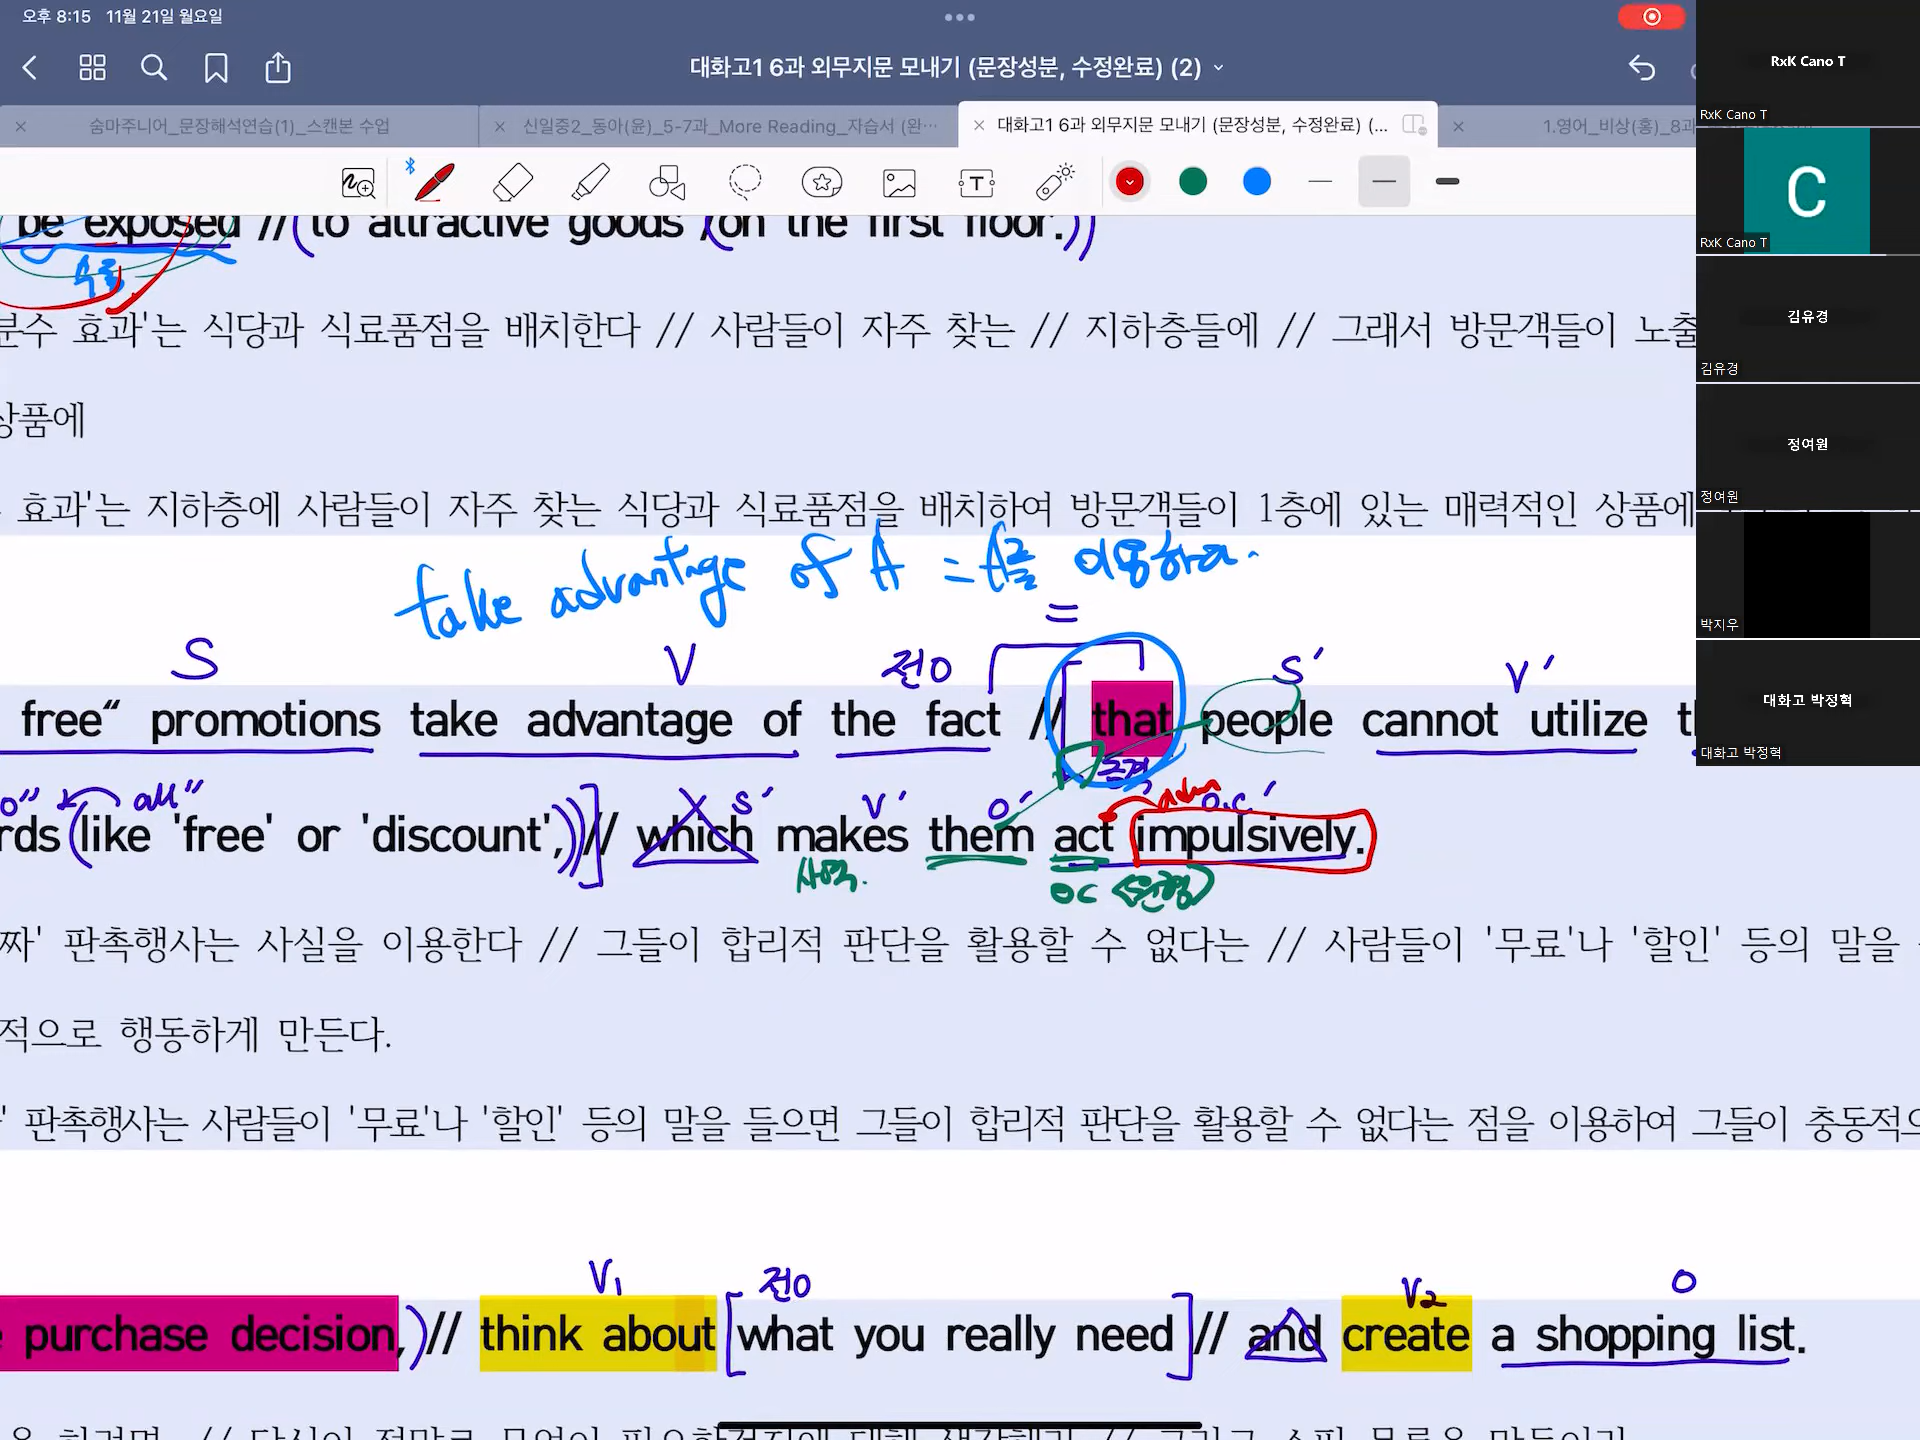 오후 8:15 11월 21일 월요일
대화고1 6과 외무지문 모내기 (문장성분, 수정완료) (2)
숨마주니어_문장해석연습(1)_스캔본 수업
신일중2_동아(윤)_5-7과_More Reading_자습서 (완…
대화고1 6과 외무지문 모내기 (문장성분, 수정완료) (...
1.영어_비상(홍)_8과
be exposed // (to attractive goods (on the first floor.))
분수 효과'는 식당과 식료품점을 배치한다 // 사람들이 자주 찾는 // 지하층들에 // 그래서 방문객들이 노출
상품에
효과'는 지하층에 사람들이 자주 찾는 식당과 식료품점을 배치하여 방문객들이 1층에 있는 매력적인 상품에
take advantage of A = A를 이용하다.
=
S V 전O S' V'
free“ promotions take advantage of the fact // that people cannot utilize th
O" S' V' O' O.C'
rds (like 'free' or 'discount',))] // which makes them act impulsively.
OC (원형)
짜' 판촉행사는 사실을 이용한다 // 그들이 합리적 판단을 활용할 수 없다는 // 사람들이 '무료'나 '할인' 등의 말을
적으로 행동하게 만든다.
' 판촉행사는 사람들이 '무료'나 '할인' 등의 말을 들으면 그들이 합리적 판단을 활용할 수 없다는 점을 이용하여 그들이 충동적으
V₁ 전O V2 O
purchase decision,) // think about [what you really need] // and create a shopping list.
RxK Cano T
RxK Cano T
C
RxK Cano T
김유경
김유경
정여원
정여원
박지우
대화고 박정혁
대화고 박정혁